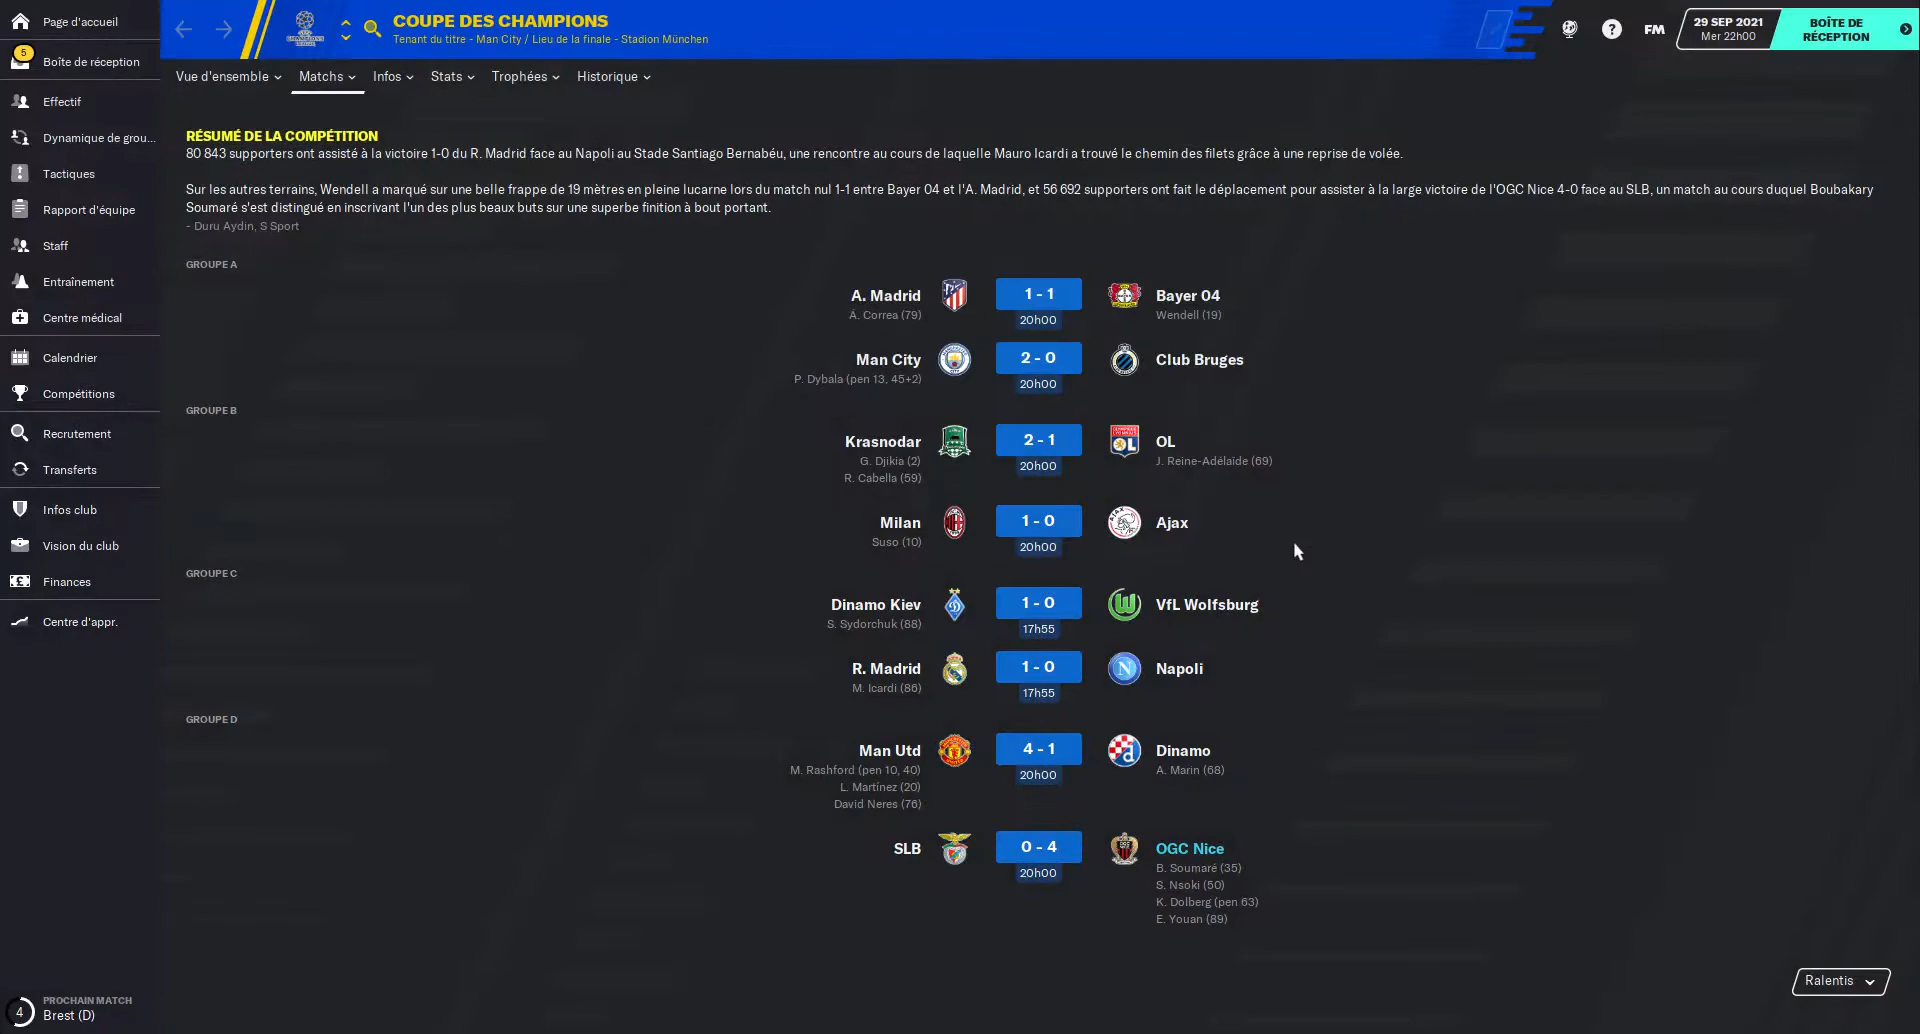 Page d'accueil
5
Boîte de réception
Effectif
Dynamique de grou...
Tactiques
Rapport d'équipe
Staff
Entraînement
Centre médical
Calendrier
Compétitions
Recrutement
Transferts
Infos club
Vision du club
Finances
Centre d'appr.
4
PROCHAIN MATCH
Brest (D)
COUPE DES CHAMPIONS
Tenant du titre - Man City / Lieu de la finale - Stadion München
FM
29 SEP 2021
Mer 22h00
BOÎTE DE
RÉCEPTION
Vue d'ensemble Matchs Infos Stats Trophées Historique
RÉSUMÉ DE LA COMPÉTITION
80 843 supporters ont assisté à la victoire 1-0 du R. Madrid face au Napoli au Stade Santiago Bernabéu, une rencontre au cours de laquelle Mauro Icardi a trouvé le chemin des filets grâce à une reprise de volée.
Sur les autres terrains, Wendell a marqué sur une belle frappe de 19 mètres en pleine lucarne lors du match nul 1-1 entre Bayer 04 et l'A. Madrid, et 56 692 supporters ont fait le déplacement pour assister à la large victoire de l'OGC Nice 4-0 face au SLB, un match au cours duquel Boubakary
Soumaré s'est distingué en inscrivant l'un des plus beaux buts sur une superbe finition à bout portant.
- Duru Aydin, S Sport
GROUPE A
A. Madrid 1 - 1 Bayer 04
Á. Correa (79) 20h00 Wendell (19)
Man City 2 - 0 Club Bruges
P. Dybala (pen 13, 45+2) 20h00
GROUPE B
Krasnodar 2 - 1 OL
G. Djikia (2) 20h00 J. Reine-Adélaïde (69)
R. Cabella (59)
Milan 1 - 0 Ajax
Suso (10) 20h00
GROUPE C
Dinamo Kiev 1 - 0 VfL Wolfsburg
S. Sydorchuk (88) 17h55
R. Madrid 1 - 0 Napoli
M. Icardi (86) 17h55
GROUPE D
Man Utd 4 - 1 Dinamo
M. Rashford (pen 10, 40) 20h00 A. Marin (68)
L. Martínez (20)
David Neres (76)
SLB 0 - 4 OGC Nice
20h00 B. Soumaré (35)
S. Nsoki (50)
K. Dolberg (pen 63)
E. Youan (89)
Ralentis